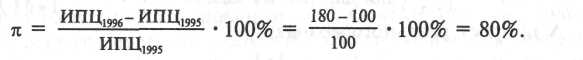 π = (ИПЦ₁₉₉₆ – ИПЦ₁₉₉₅) / ИПЦ₁₉₉₅ · 100% = (180 – 100) / 100 · 100% = 80%.